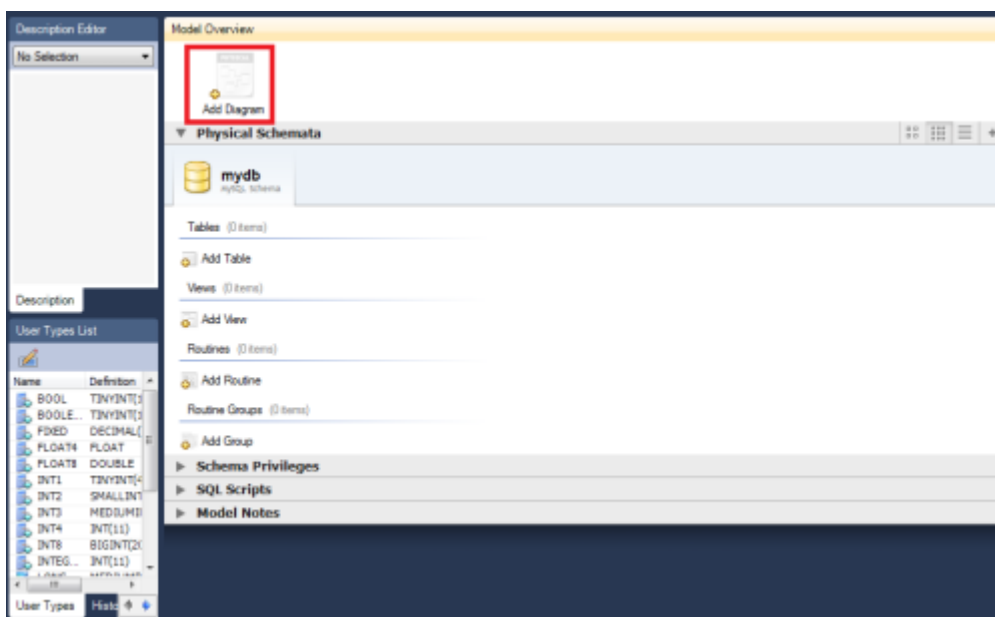 Description Editor
No Selection
Description
User Types List
Name Definition
BOOL TINYINT(1
BOOLE... TINYINT(1
FIXED DECIMAL(
FLOAT4 FLOAT
FLOAT8 DOUBLE
INT1 TINYINT(4
INT2 SMALLINT
INT3 MEDIUMI
INT4 INT(11)
INT8 BIGINT(20
INTEG... INT(11)
User Types Histo
Model Overview
Add Diagram
Physical Schemata
mydb
MySQL Schema
Tables (0 items)
Add Table
Views (0 items)
Add View
Routines (0 items)
Add Routine
Routine Groups (0 items)
Add Group
Schema Privileges
SQL Scripts
Model Notes